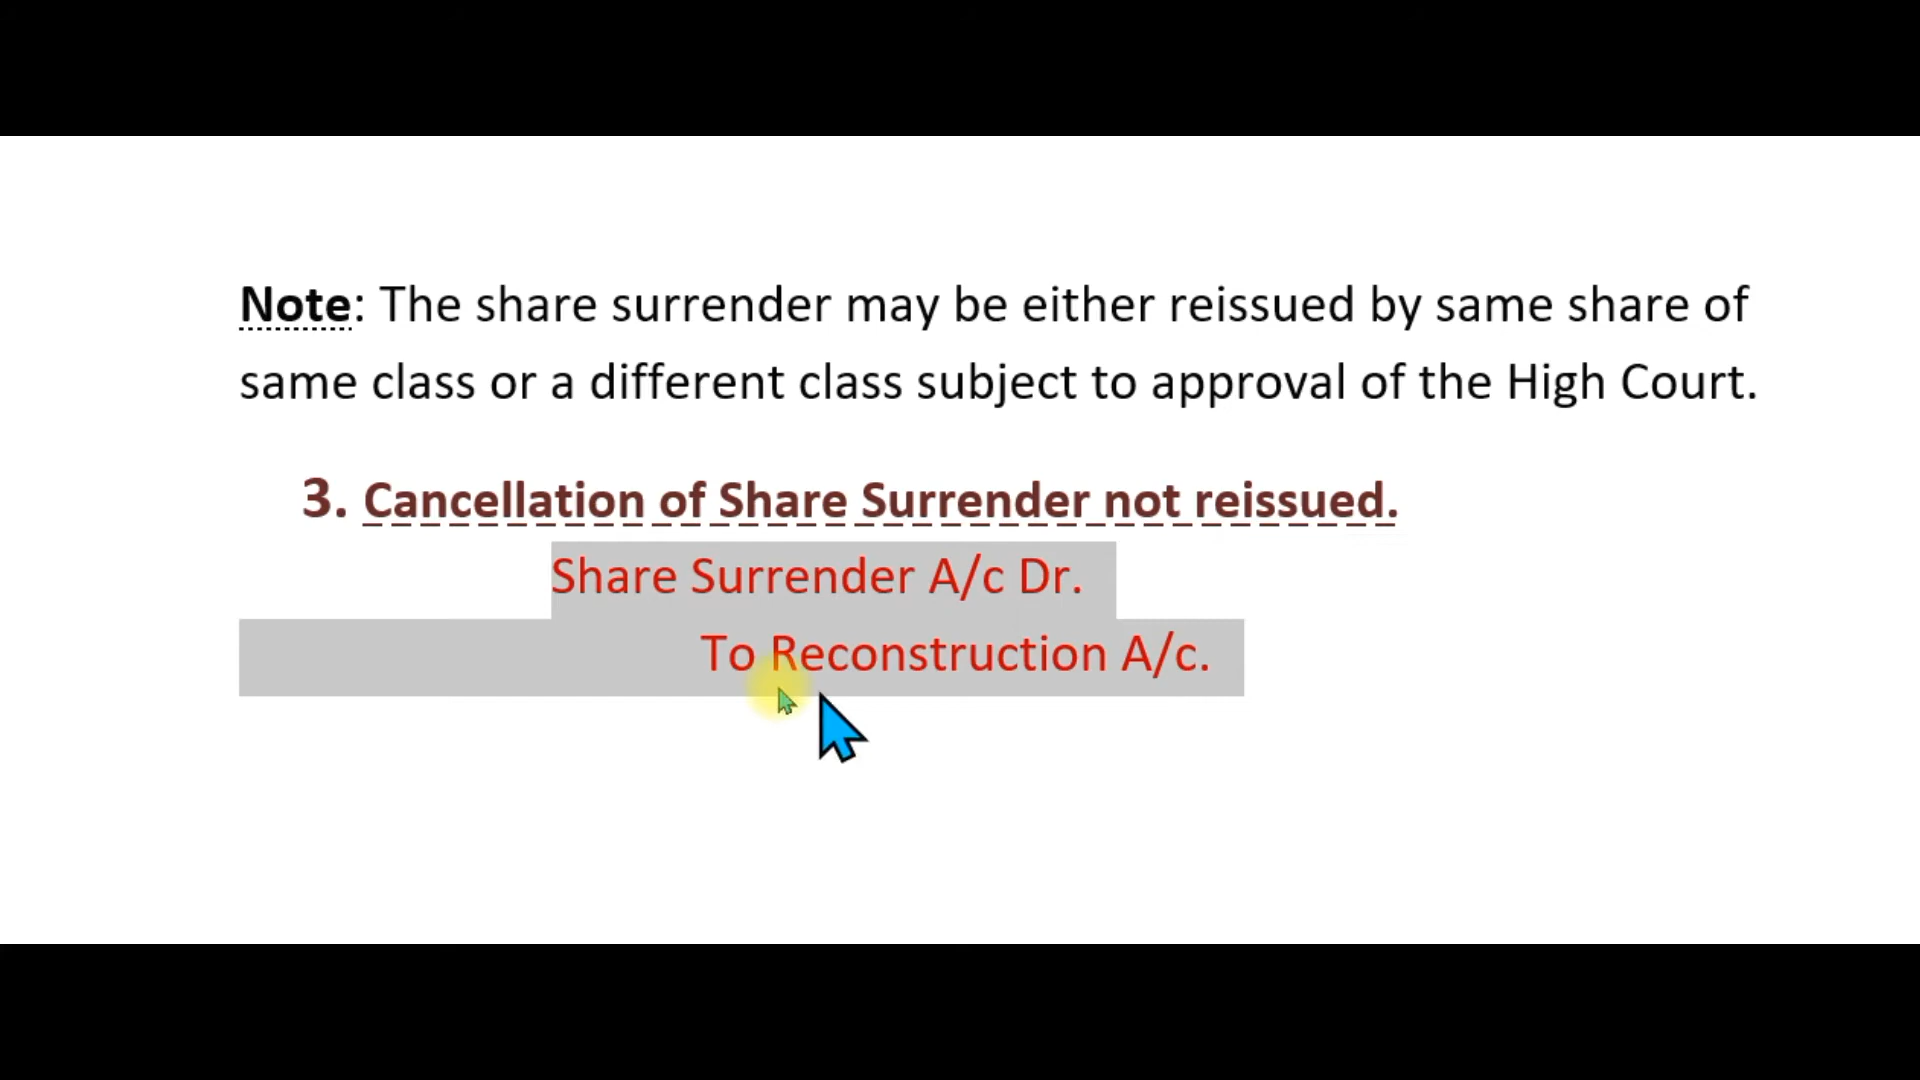 Note: The share surrender may be either reissued by same share of
same class or a different class subject to approval of the High Court.
3. Cancellation of Share Surrender not reissued.
Share Surrender A/c Dr.
To Reconstruction A/c.